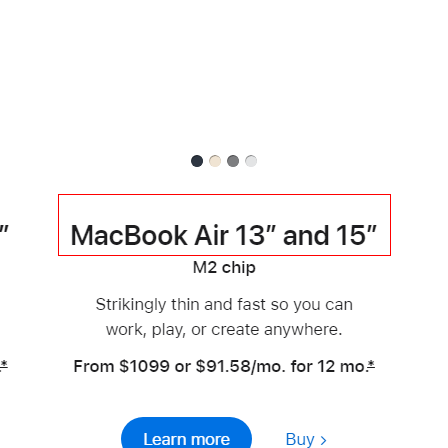 ”
MacBook Air 13” and 15”
M2 chip
Strikingly thin and fast so you can
work, play, or create anywhere.
.*
From $1099 or $91.58/mo. for 12 mo.*
Learn more
Buy >